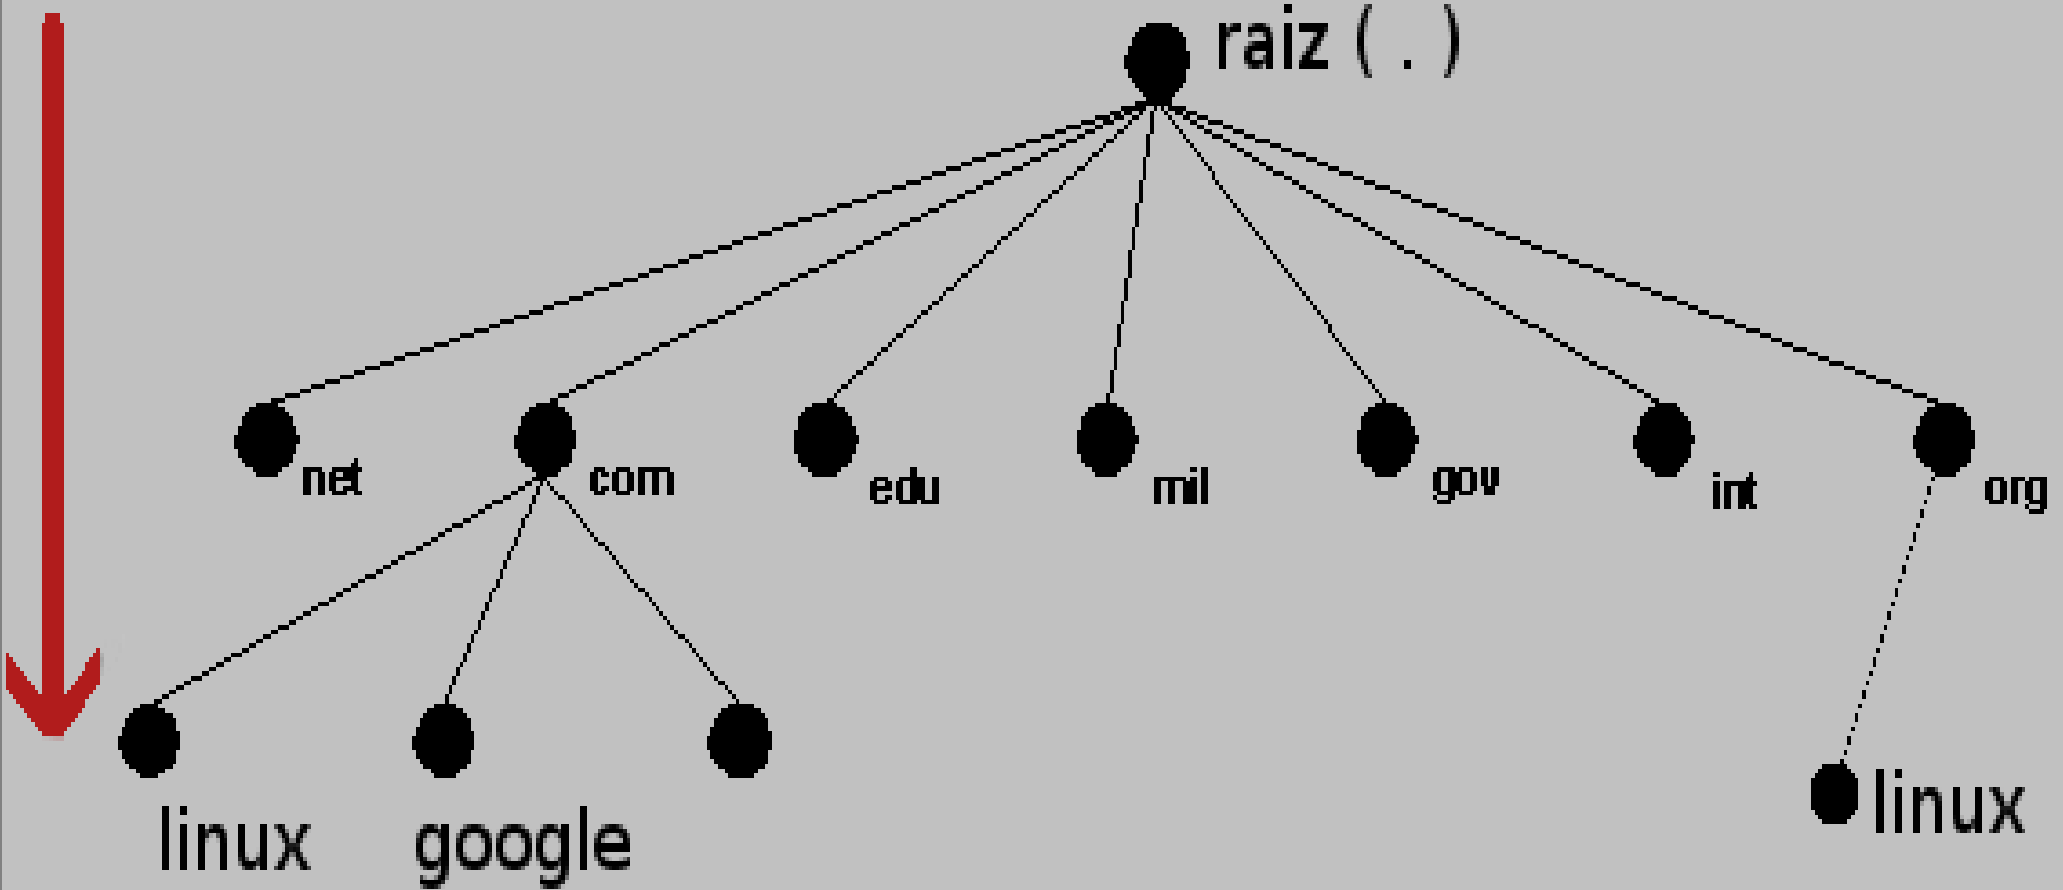 raiz ( . )
net
com
edu
mil
gov
int
org
linux
google
linux